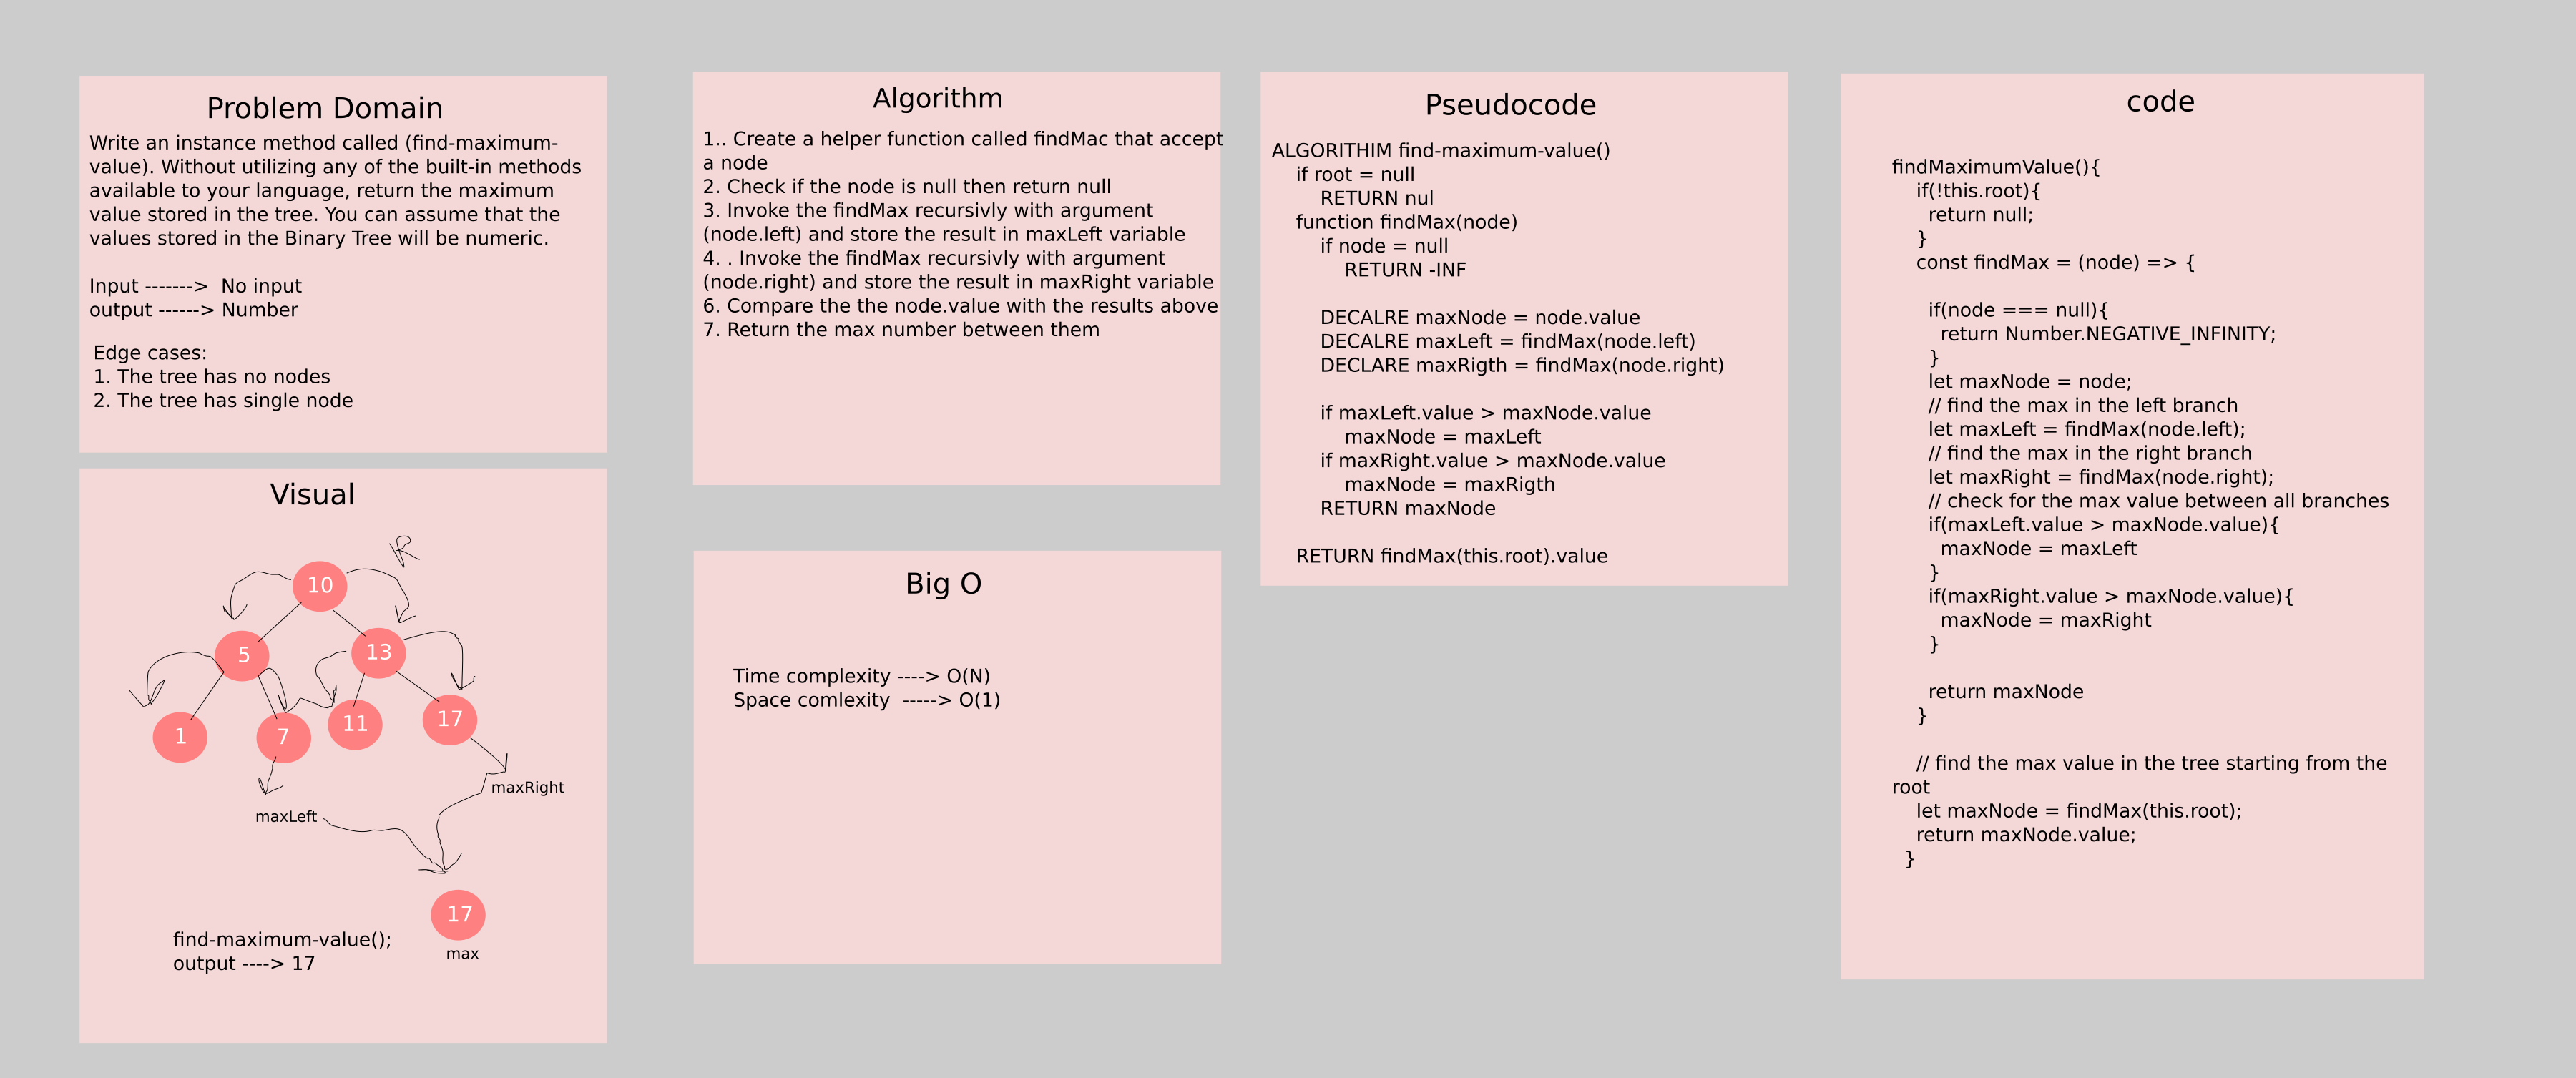 Problem Domain
Write an instance method called (find-maximum-
value). Without utilizing any of the built-in methods
available to your language, return the maximum
value stored in the tree. You can assume that the
values stored in the Binary Tree will be numeric.
Input ------->  No input
output ------> Number
Edge cases:
1. The tree has no nodes
2. The tree has single node
Visual
R
10
5
13
1
7
11
17
maxRight
maxLeft
17
max
find-maximum-value();
output ----> 17
Algorithm
1.. Create a helper function called findMac that accept
a node
2. Check if the node is null then return null
3. Invoke the findMax recursivly with argument
(node.left) and store the result in maxLeft variable
4. . Invoke the findMax recursivly with argument
(node.right) and store the result in maxRight variable
6. Compare the the node.value with the results above
7. Return the max number between them
Big O
Time complexity ----> O(N)
Space comlexity  -----> O(1)
Pseudocode
ALGORITHIM find-maximum-value()
if root = null
RETURN nul
function findMax(node)
if node = null
RETURN -INF
DECALRE maxNode = node.value
DECALRE maxLeft = findMax(node.left)
DECLARE maxRigth = findMax(node.right)
if maxLeft.value > maxNode.value
maxNode = maxLeft
if maxRight.value > maxNode.value
maxNode = maxRigth
RETURN maxNode
RETURN findMax(this.root).value
code
findMaximumValue(){
if(!this.root){
return null;
}
const findMax = (node) => {
if(node === null){
return Number.NEGATIVE_INFINITY;
}
let maxNode = node;
// find the max in the left branch
let maxLeft = findMax(node.left);
// find the max in the right branch
let maxRight = findMax(node.right);
// check for the max value between all branches
if(maxLeft.value > maxNode.value){
maxNode = maxLeft
}
if(maxRight.value > maxNode.value){
maxNode = maxRight
}
return maxNode
}
// find the max value in the tree starting from the
root
let maxNode = findMax(this.root);
return maxNode.value;
}